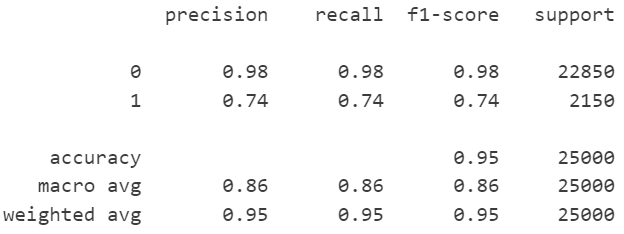 precision recall f1-score support
0 0.98 0.98 0.98 22850
1 0.74 0.74 0.74 2150
accuracy 0.95 25000
macro avg 0.86 0.86 0.86 25000
weighted avg 0.95 0.95 0.95 25000